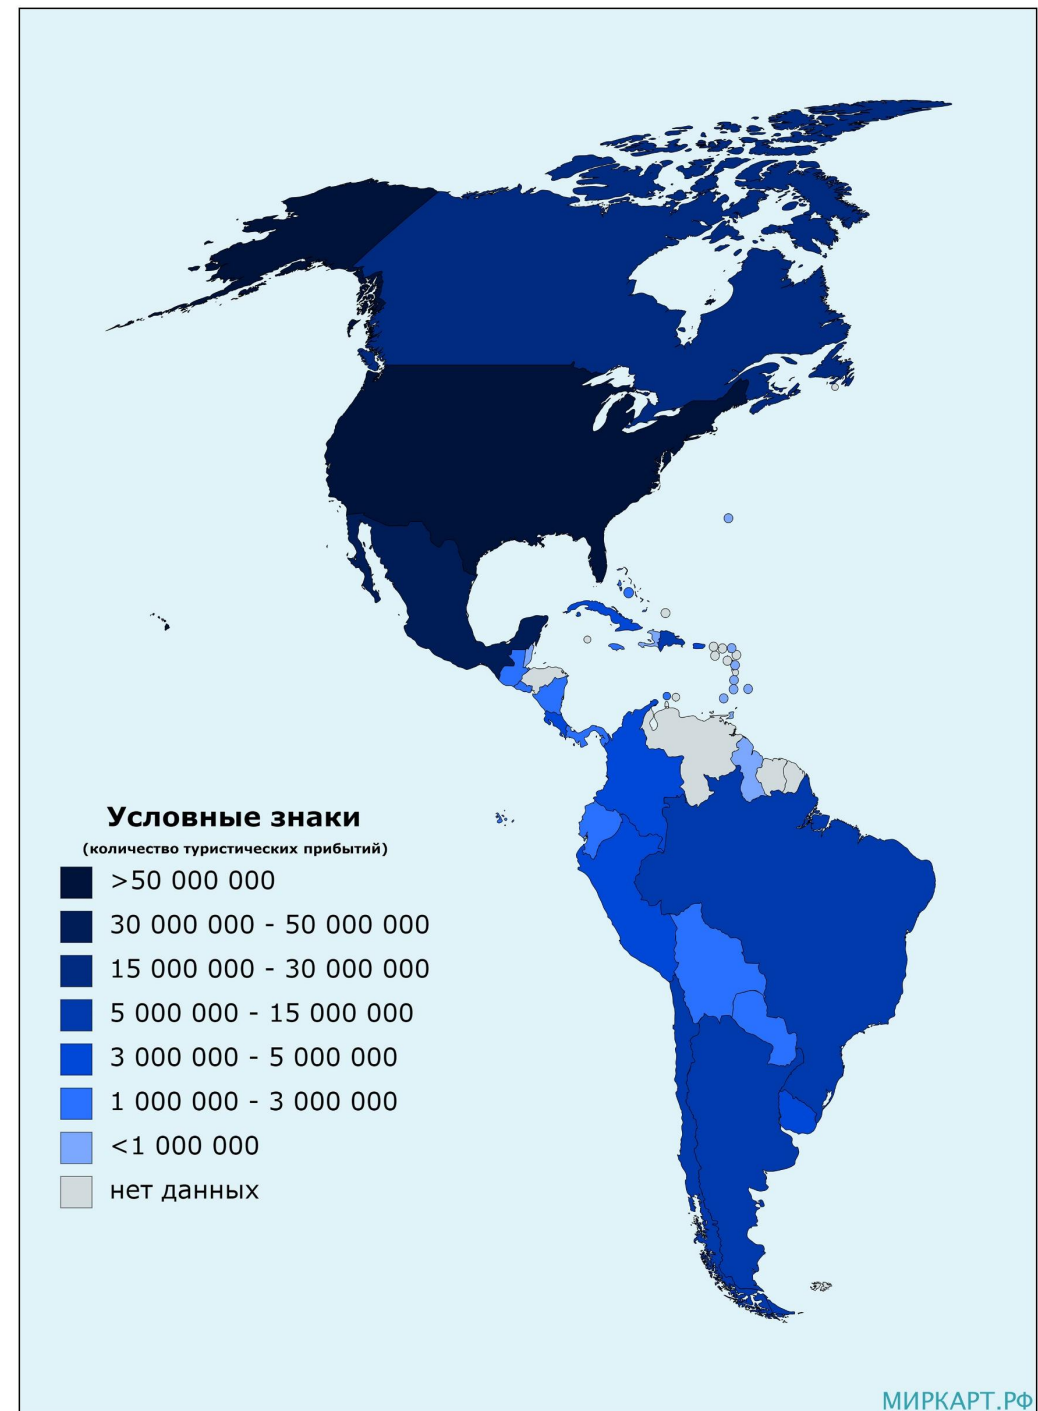 Условные знаки
(количество туристических прибытий)
>50 000 000
30 000 000 - 50 000 000
15 000 000 - 30 000 000
5 000 000 - 15 000 000
3 000 000 - 5 000 000
1 000 000 - 3 000 000
<1 000 000
нет данных
МИРКАРТ.РФ